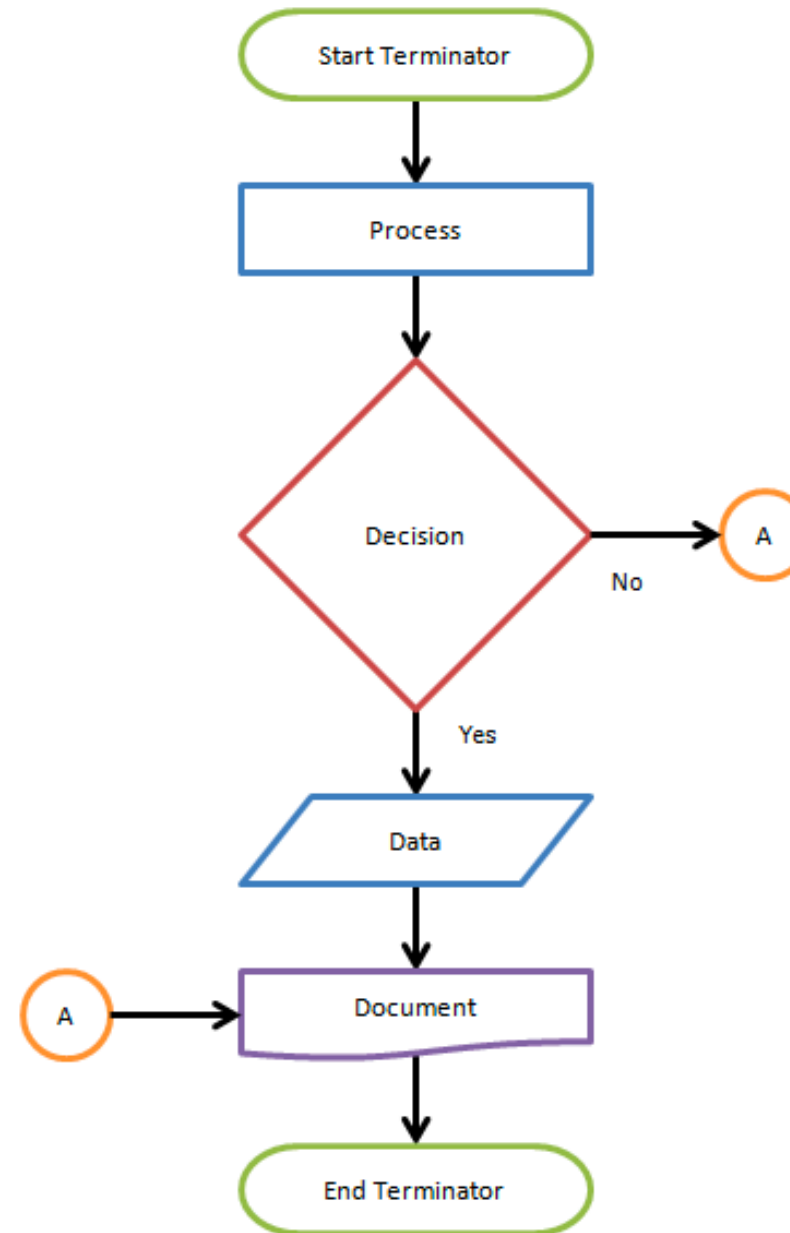 Start Terminator
Process
Decision
A
No
Yes
Data
Document
A
End Terminator